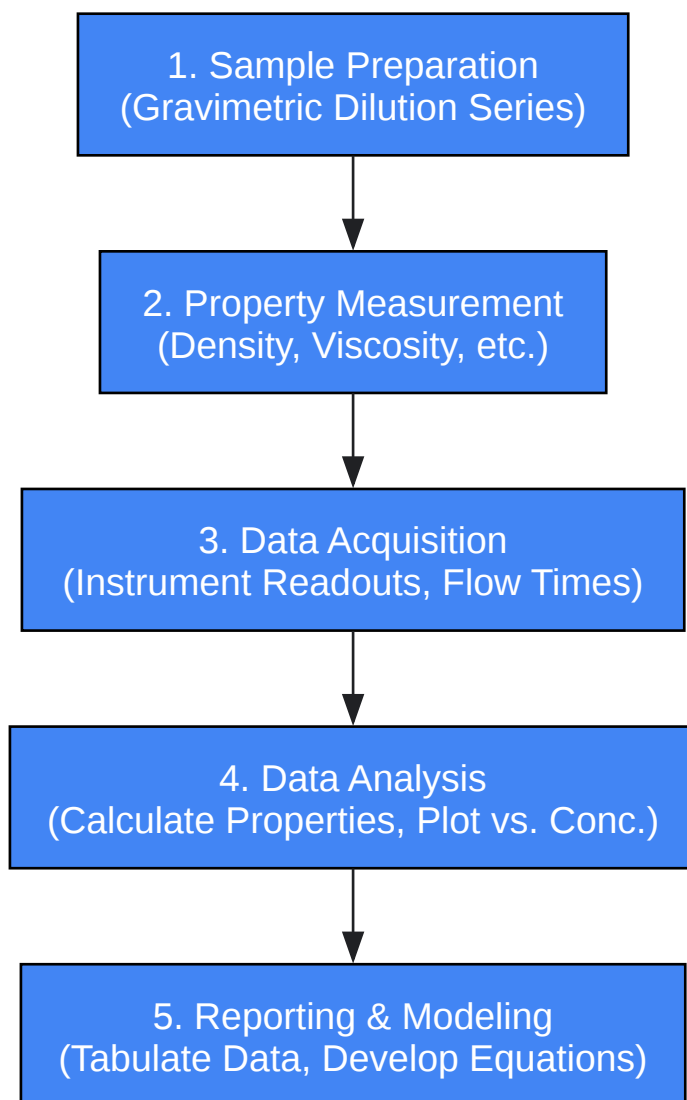 1. Sample Preparation
(Gravimetric Dilution Series)
2. Property Measurement
(Density, Viscosity, etc.)
3. Data Acquisition
(Instrument Readouts, Flow Times)
4. Data Analysis
(Calculate Properties, Plot vs. Conc.)
5. Reporting & Modeling
(Tabulate Data, Develop Equations)